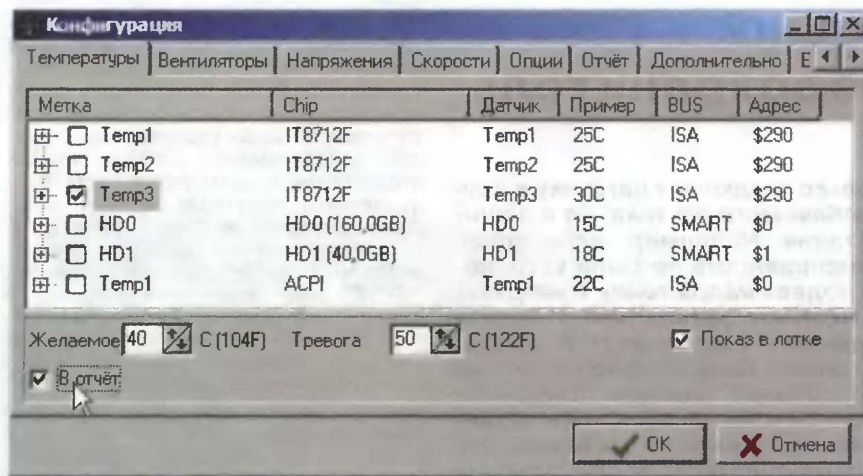 Конфигурация
Температуры Вентиляторы Напряжения Скорости Опции Отчёт Дополнительно Е
Метка Chip Датчик Пример BUS Адрес
Temp1 IT8712F Temp1 25C ISA $290
Temp2 IT8712F Temp2 25C ISA $290
Temp3 IT8712F Temp3 30C ISA $290
HD0 HD0 (160,0GB) HD0 15C SMART $0
HD1 HD1 (40,0GB) HD1 18C SMART $1
Temp1 ACPI Temp1 22C ISA $0
Желаемое 40 C (104F) Тревога 50 C (122F) Показ в лотке
В отчёт
OK Отмена